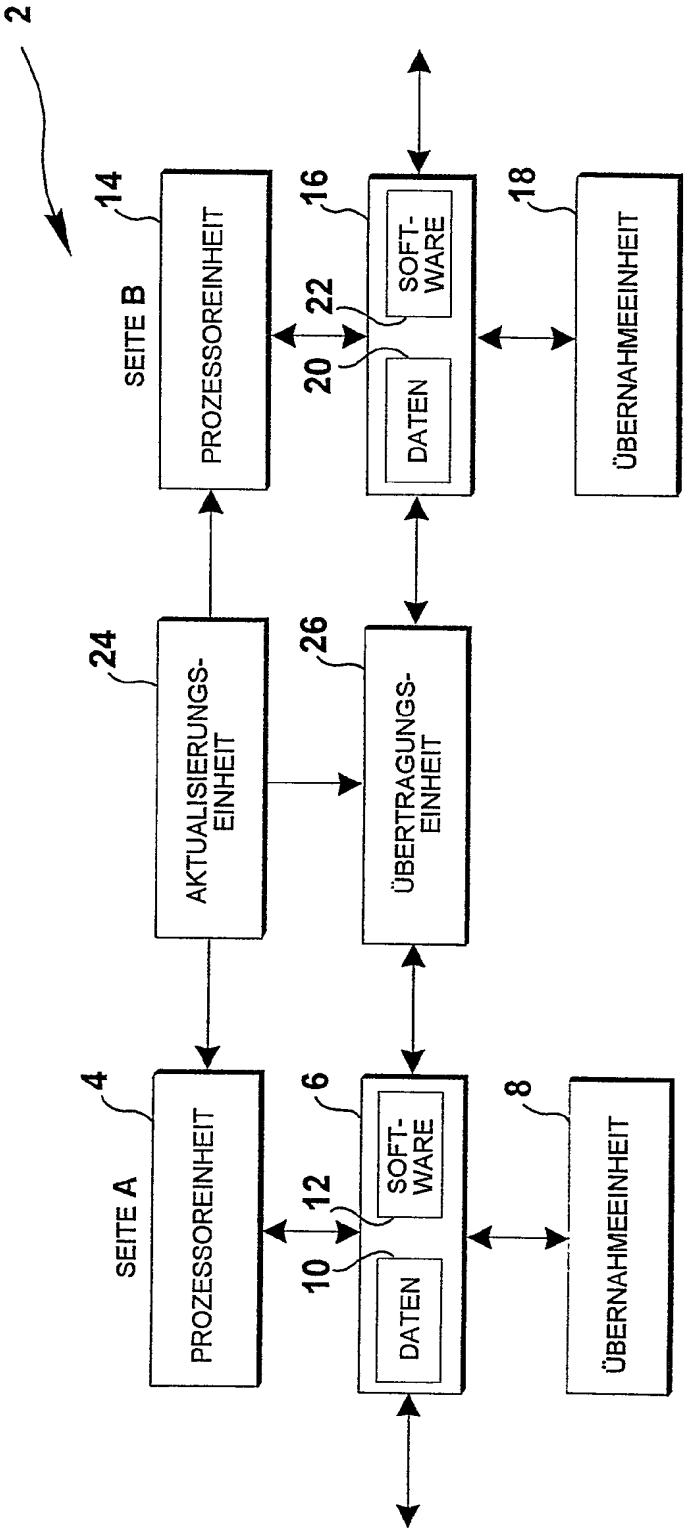 2
SEITE A
4
PROZESSOREINHEIT
24
AKTUALISIERUNGS-
EINHEIT
SEITE B
14
PROZESSOREINHEIT
6
10
12
DATEN
SOFT-
WARE
26
ÜBERTRAGUNGS-
EINHEIT
16
20
22
DATEN
SOFT-
WARE
8
ÜBERNAHMEEINHEIT
18
ÜBERNAHMEEINHEIT